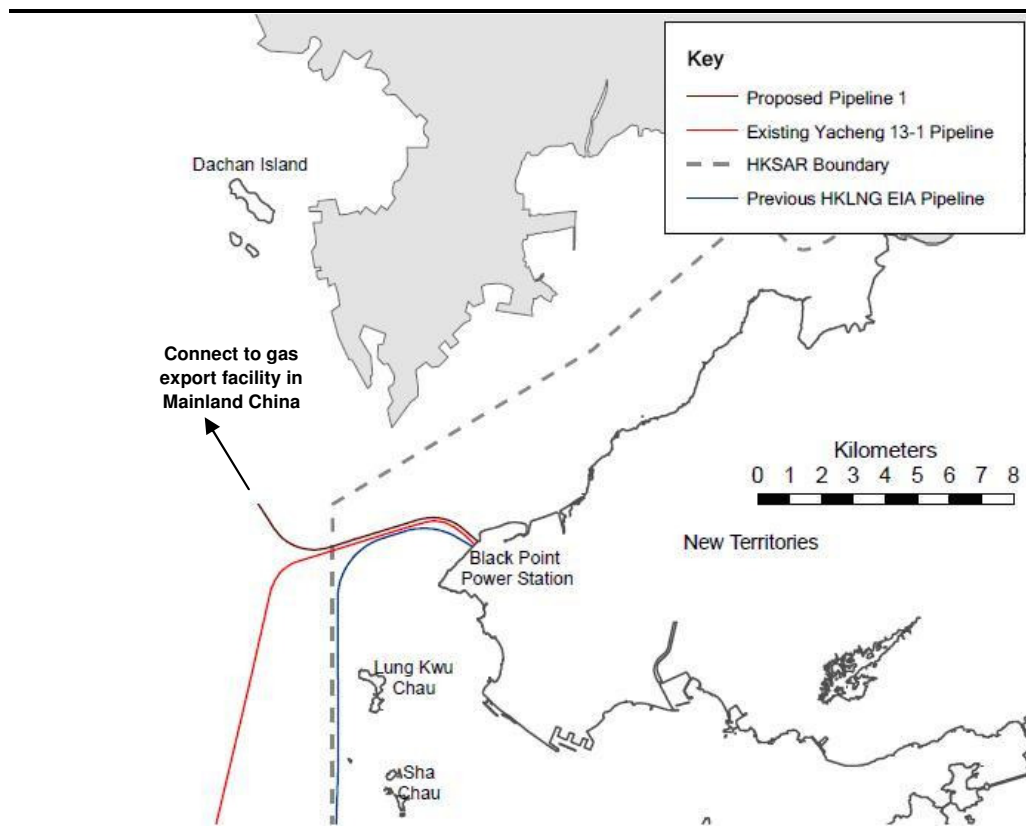 Key
Proposed Pipeline 1
Existing Yacheng 13-1 Pipeline
HKSAR Boundary
Previous HKLNG EIA Pipeline
Dachan Island
Connect to gas
export facility in
Mainland China
Kilometers
0 1 2 3 4 5 6 7 8
New Territories
Black Point
Power Station
Lung Kwu
Chau
Sha
Chau